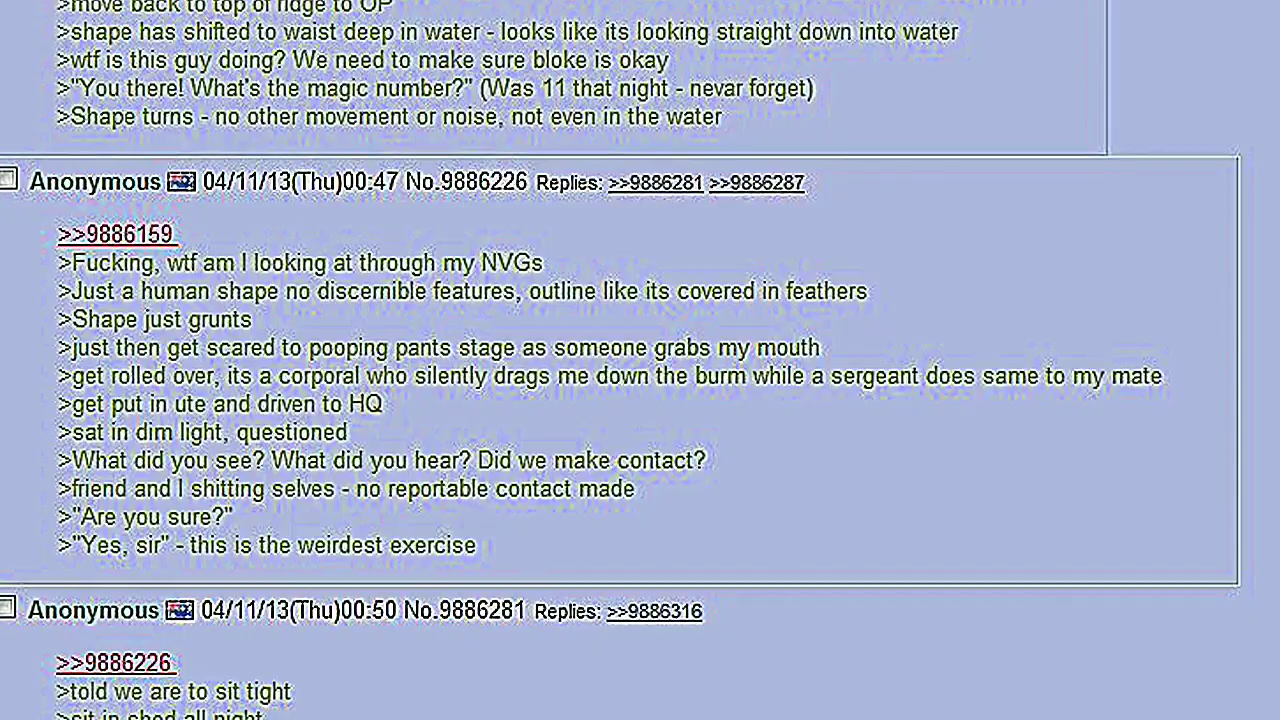 >move back to top of ridge to OP
>shape has shifted to waist deep in water - looks like its looking straight down into water
>wtf is this guy doing? We need to make sure bloke is okay
>"You there! What's the magic number?" (Was 11 that night - nevar forget)
>Shape turns - no other movement or noise, not even in the water
Anonymous 04/11/13(Thu)00:47 No.9886226 Replies: >>9886281 >>9886287
>>9886159
>Fucking, wtf am I looking at through my NVGs
>Just a human shape no discernible features, outline like its covered in feathers
>Shape just grunts
>just then get scared to pooping pants stage as someone grabs my mouth
>get rolled over, its a corporal who silently drags me down the burm while a sergeant does same to my mate
>get put in ute and driven to HQ
>sat in dim light, questioned
>What did you see? What did you hear? Did we make contact?
>friend and I shitting selves - no reportable contact made
>"Are you sure?"
>"Yes, sir" - this is the weirdest exercise
Anonymous 04/11/13(Thu)00:50 No.9886281 Replies: >>9886316
>>9886226
>told we are to sit tight
>sit in shed all night